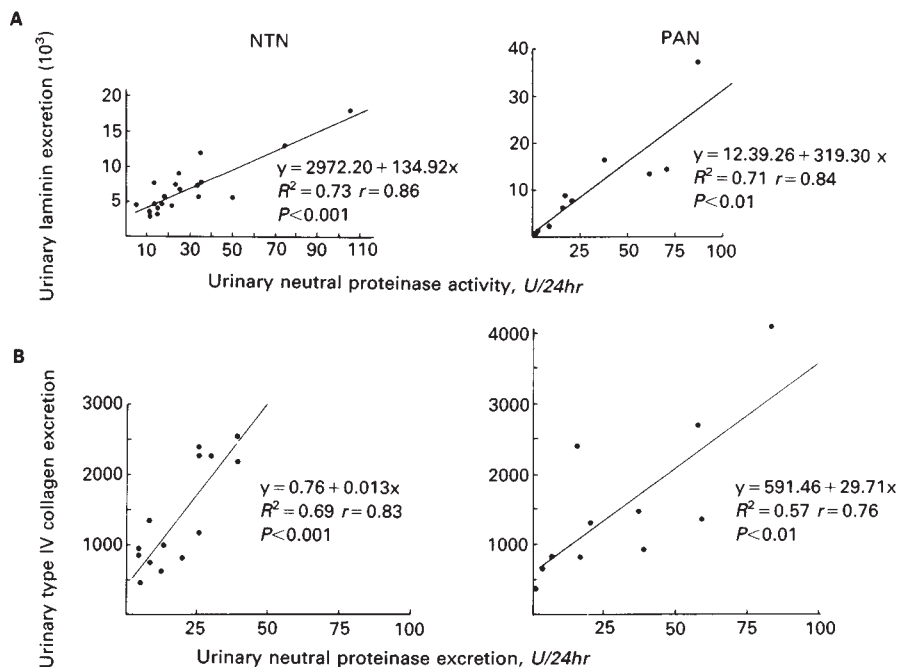 A
NTN
PAN
Urinary laminin excretion (10³)
20
15
10
5
y = 2972.20 + 134.92x
R² = 0.73 r = 0.86
P<0.001
10 30 50 70 90 110
40
30
20
10
y = 12.39.26 + 319.30 x
R² = 0.71 r = 0.84
P<0.01
0 25 50 75 100
Urinary neutral proteinase activity, U/24hr
B
Urinary type IV collagen excretion
3000
2000
1000
y = 0.76 + 0.013x
R² = 0.69 r = 0.83
P<0.001
25 50 75 100
4000
3000
2000
1000
y = 591.46 + 29.71x
R² = 0.57 r = 0.76
P<0.01
25 50 75 100
Urinary neutral proteinase excretion, U/24hr